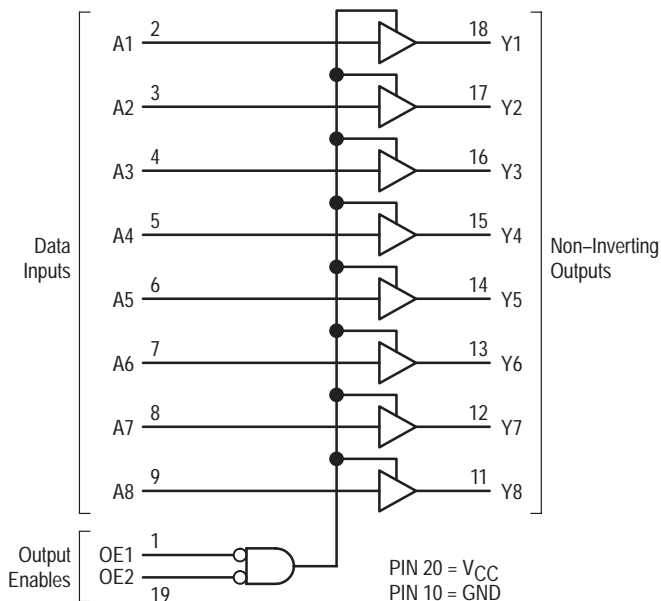 A1 2 18 Y1
A2 3 17 Y2
A3 4 16 Y3
A4 5 15 Y4
Data
Inputs
Non–Inverting
Outputs
A5 6 14 Y5
A6 7 13 Y6
A7 8 12 Y7
A8 9 11 Y8
Output
Enables
OE1 1
OE2
19
PIN 20 = VCC
PIN 10 = GND